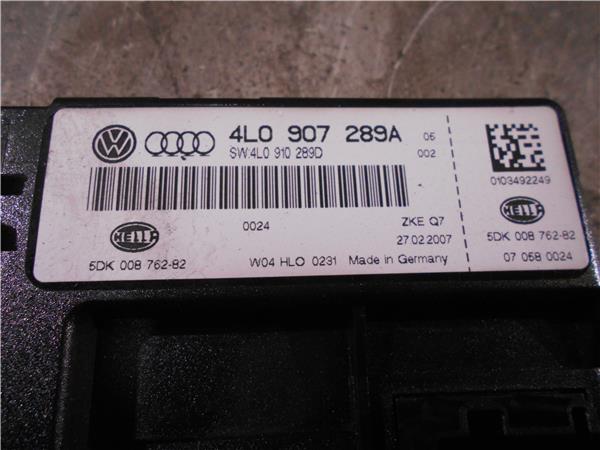 4L0 907 289A 06
SW:4L0 910 289D 002
0103492249
0024 ZKE Q7
27.02.2007
HELLA
5DK 008 762-82
W04 HLO 0231 Made in Germany
HELLA
5DK 008 762-82
07 058 0024